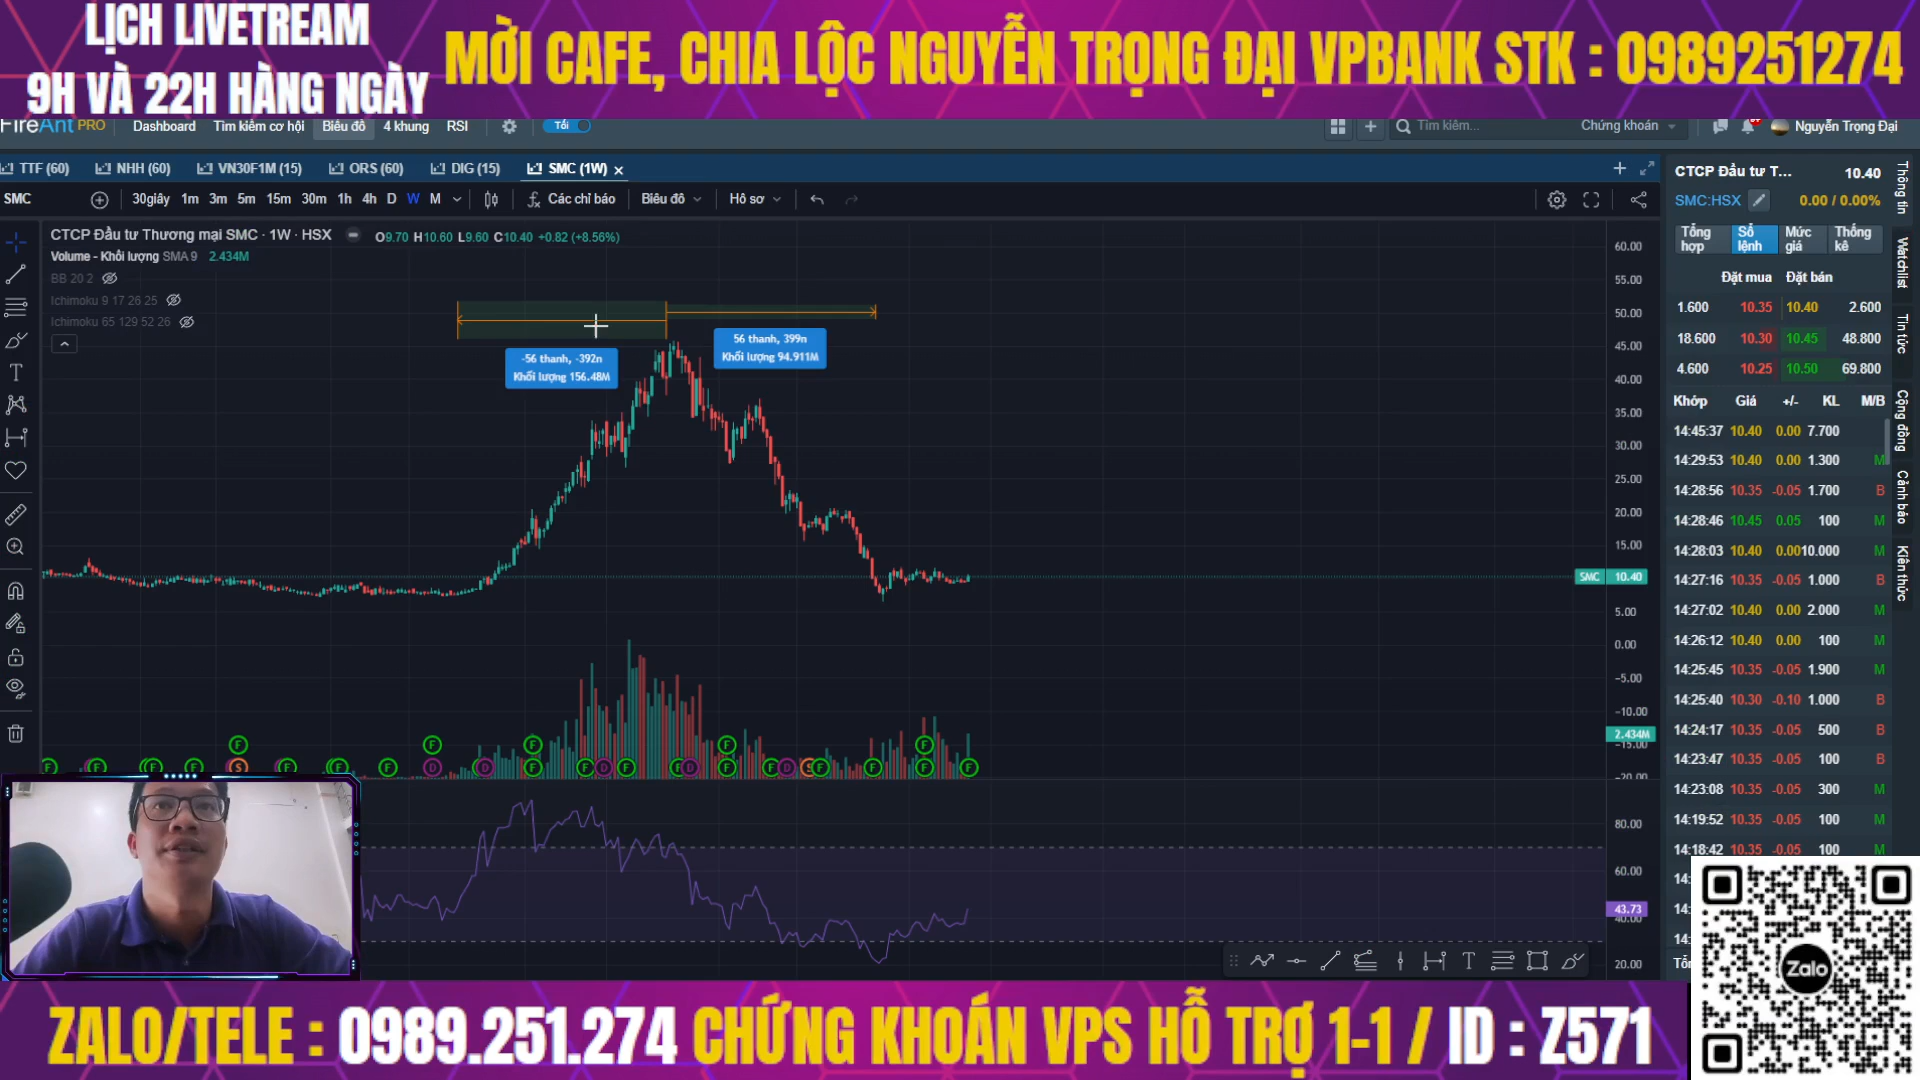 LỊCH LIVETREAM
9H VÀ 22H HÀNG NGÀY
MỜI CAFE, CHIA LỘC NGUYỄN TRỌNG ĐẠI VPBANK STK : 0989251274
FireAnt PRO Dashboard Tìm kiếm cơ hội Biểu đồ 4 khung RSI Tối Tìm kiếm... Chứng khoán Nguyễn Trọng Đại
TTF (60) NHH (60) VN30F1M (15) ORS (60) DIG (15) SMC (1W)
SMC 30giây 1m 3m 5m 15m 30m 1h 4h D W M Các chỉ báo Biểu đồ Hồ sơ
CTCP Đầu tư Thương mại SMC · 1W · HSX O9.70 H10.60 L9.60 C10.40 +0.82 (+8.56%)
Volume - Khối lượng SMA 9 2.434M
BB 20 2
Ichimoku 9 17 26 25
Ichimoku 65 129 52 26
-56 thanh, -392n
Khối lượng 156.48M
56 thanh, 399n
Khối lượng 94.911M
60.00
55.00
50.00
45.00
40.00
35.00
30.00
25.00
20.00
15.00
SMC 10.40
5.00
0.00
-5.00
-10.00
2.434M
-15.00
-20.00
80.00
60.00
43.73
40.00
20.00
CTCP Đầu tư T... 10.40
SMC:HSX 0.00 / 0.00%
Tổng hợp Sổ lệnh Mức giá Thống kê
Đặt mua Đặt bán
1.600 10.35 10.40 2.600
18.600 10.30 10.45 48.800
4.600 10.25 10.50 69.800
Khớp Giá +/- KL M/B
14:45:37 10.40 0.00 7.700
14:29:53 10.40 0.00 1.300 M
14:28:56 10.35 -0.05 1.700 B
14:28:46 10.45 0.05 100 M
14:28:03 10.40 0.00 10.000 M
14:27:16 10.35 -0.05 1.000 B
14:27:02 10.40 0.00 2.000 M
14:26:12 10.40 0.00 100 M
14:25:45 10.35 -0.05 1.900 M
14:25:40 10.30 -0.10 1.000 B
14:24:17 10.35 -0.05 500 B
14:23:47 10.35 -0.05 100 B
14:23:08 10.35 -0.05 300 M
14:19:52 10.35 -0.05 100 M
14:18:42 10.35 -0.05 100 M
14:
14:
14:
Thông tin
Watchlist
Tin tức
Cộng đồng
Cảnh báo
Kiến thức
Zalo
ZALO/TELE : 0989.251.274 CHỨNG KHOÁN VPS HỖ TRỢ 1-1 / ID : Z571